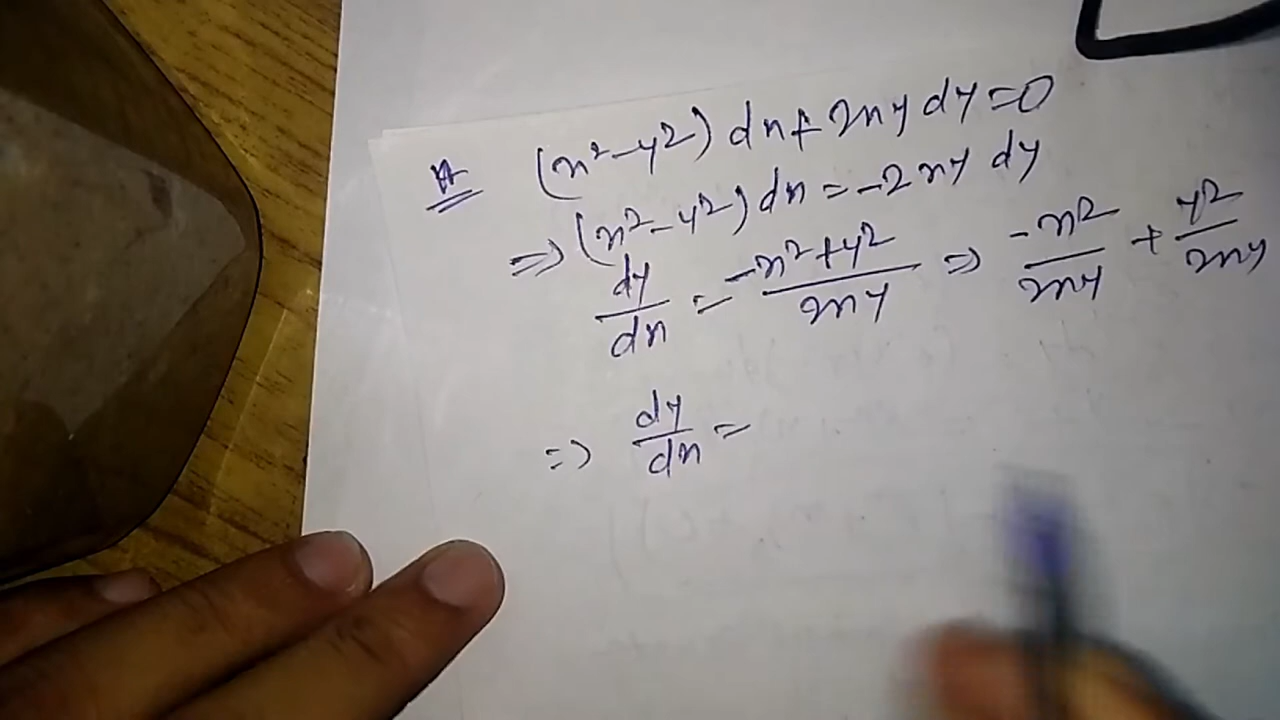 (x²-y²) dx + 2xy dy = 0
⇒ (x²-y²) dx = -2xy dy
dy/dx = (-x²+y²)/2xy ⇒ -x²/2xy + y²/2xy
⇒ dy/dx =